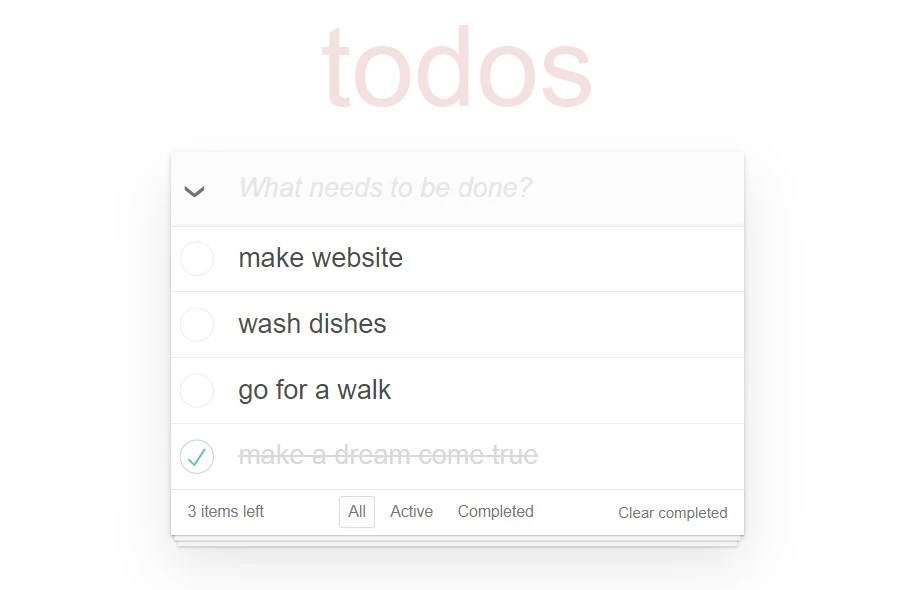 todos
What needs to be done?
make website
wash dishes
go for a walk
make a dream come true
3 items left All Active Completed Clear completed